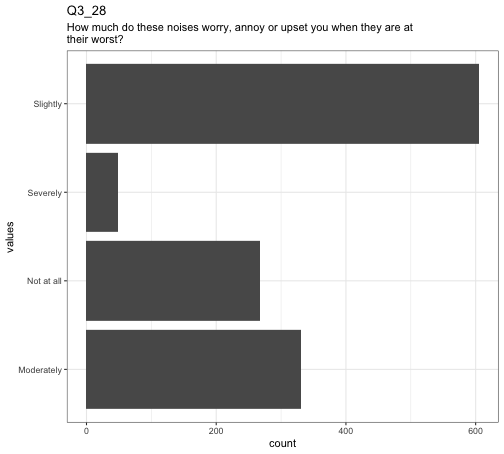 Q3_28
How much do these noises worry, annoy or upset you when they are at
their worst?
Slightly
Severely
Not at all
Moderately
values
0 200 400 600
count